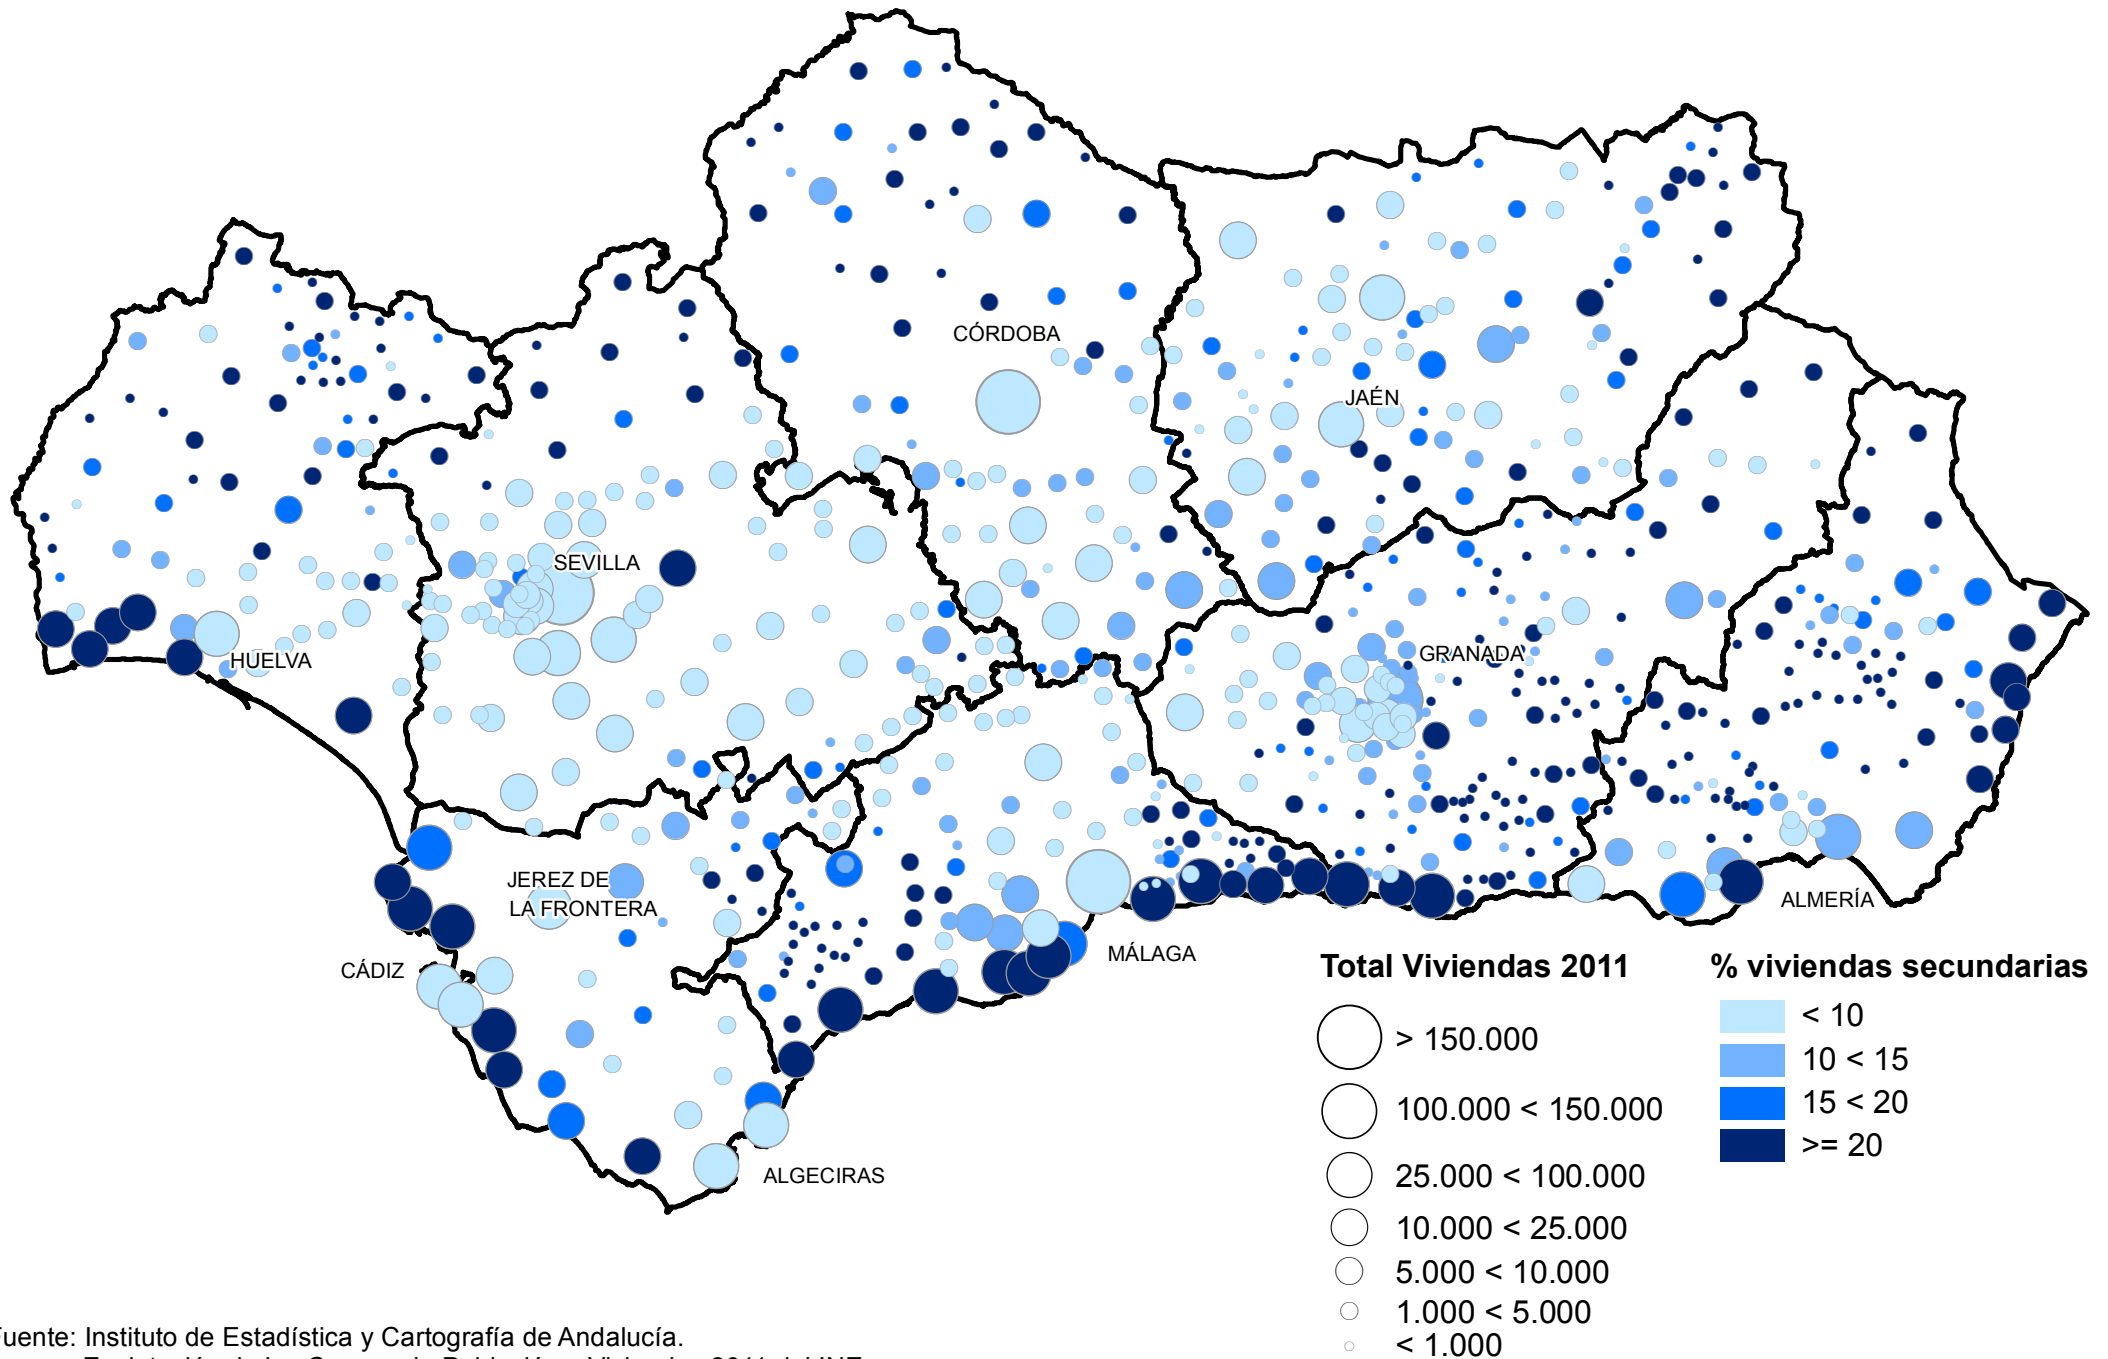 CÓRDOBA
JAÉN
SEVILLA
HUELVA
GRANADA
JEREZ DE
LA FRONTERA
CÁDIZ
MÁLAGA
ALMERÍA
ALGECIRAS
Total Viviendas 2011
> 150.000
100.000 < 150.000
25.000 < 100.000
10.000 < 25.000
5.000 < 10.000
1.000 < 5.000
< 1.000
% viviendas secundarias
< 10
10 < 15
15 < 20
>= 20
Fuente: Instituto de Estadística y Cartografía de Andalucía.